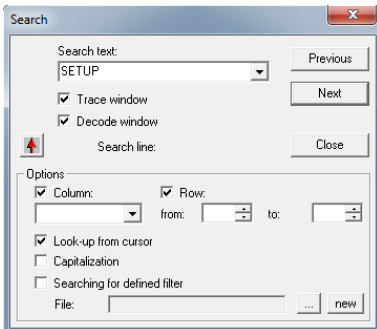 Search
Search text:
SETUP
Previous
Trace window
Next
Decode window
Search line:
Close
Options
Column: Row:
from: to:
Look-up from cursor
Capitalization
Searching for defined filter
File: ... new